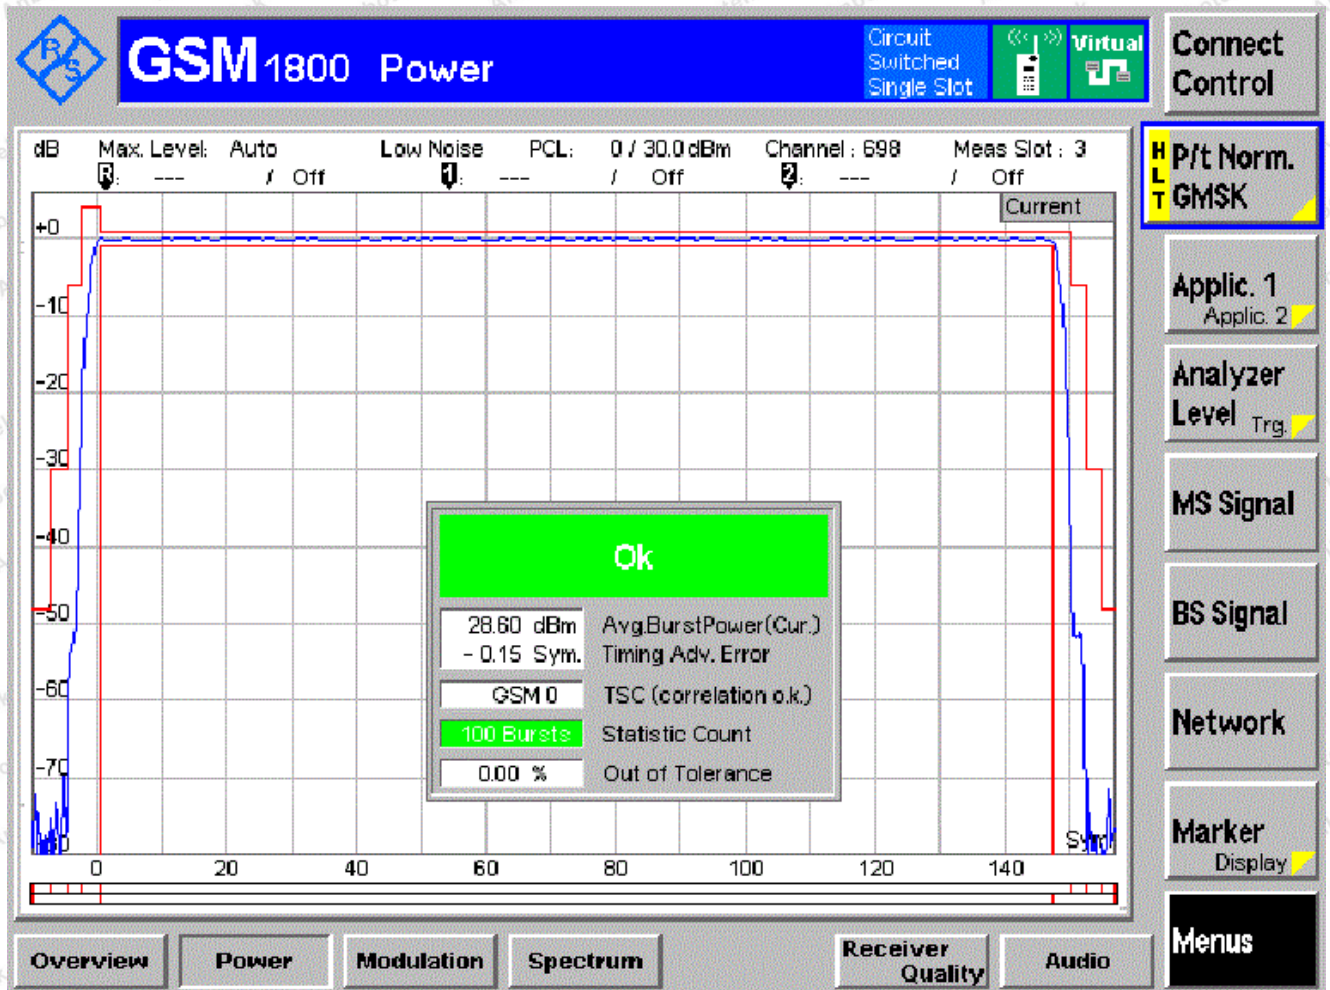 R S
GSM 1800 Power
Circuit
Switched
Single Slot
Virtual
Connect
Control
dB Max. Level: Auto Low Noise PCL: 0 / 30.0 dBm Channel : 698 Meas Slot : 3
R: --- / Off 1: --- / Off 2: --- / Off
Current
HLT
P/t Norm.
GMSK
+0
-10
-20
-30
-40
-50
-60
-70
Applic. 1
Applic. 2
Analyzer
Level Trg.
MS Signal
BS Signal
Network
Marker
Display
Menus
Ok
28.60 dBm Avg.BurstPower(Cur.)
- 0.15 Sym. Timing Adv. Error
GSM 0 TSC (correlation o.k.)
100 Bursts Statistic Count
0.00 % Out of Tolerance
0 20 40 60 80 100 120 140
Overview Power Modulation Spectrum Receiver Quality Audio